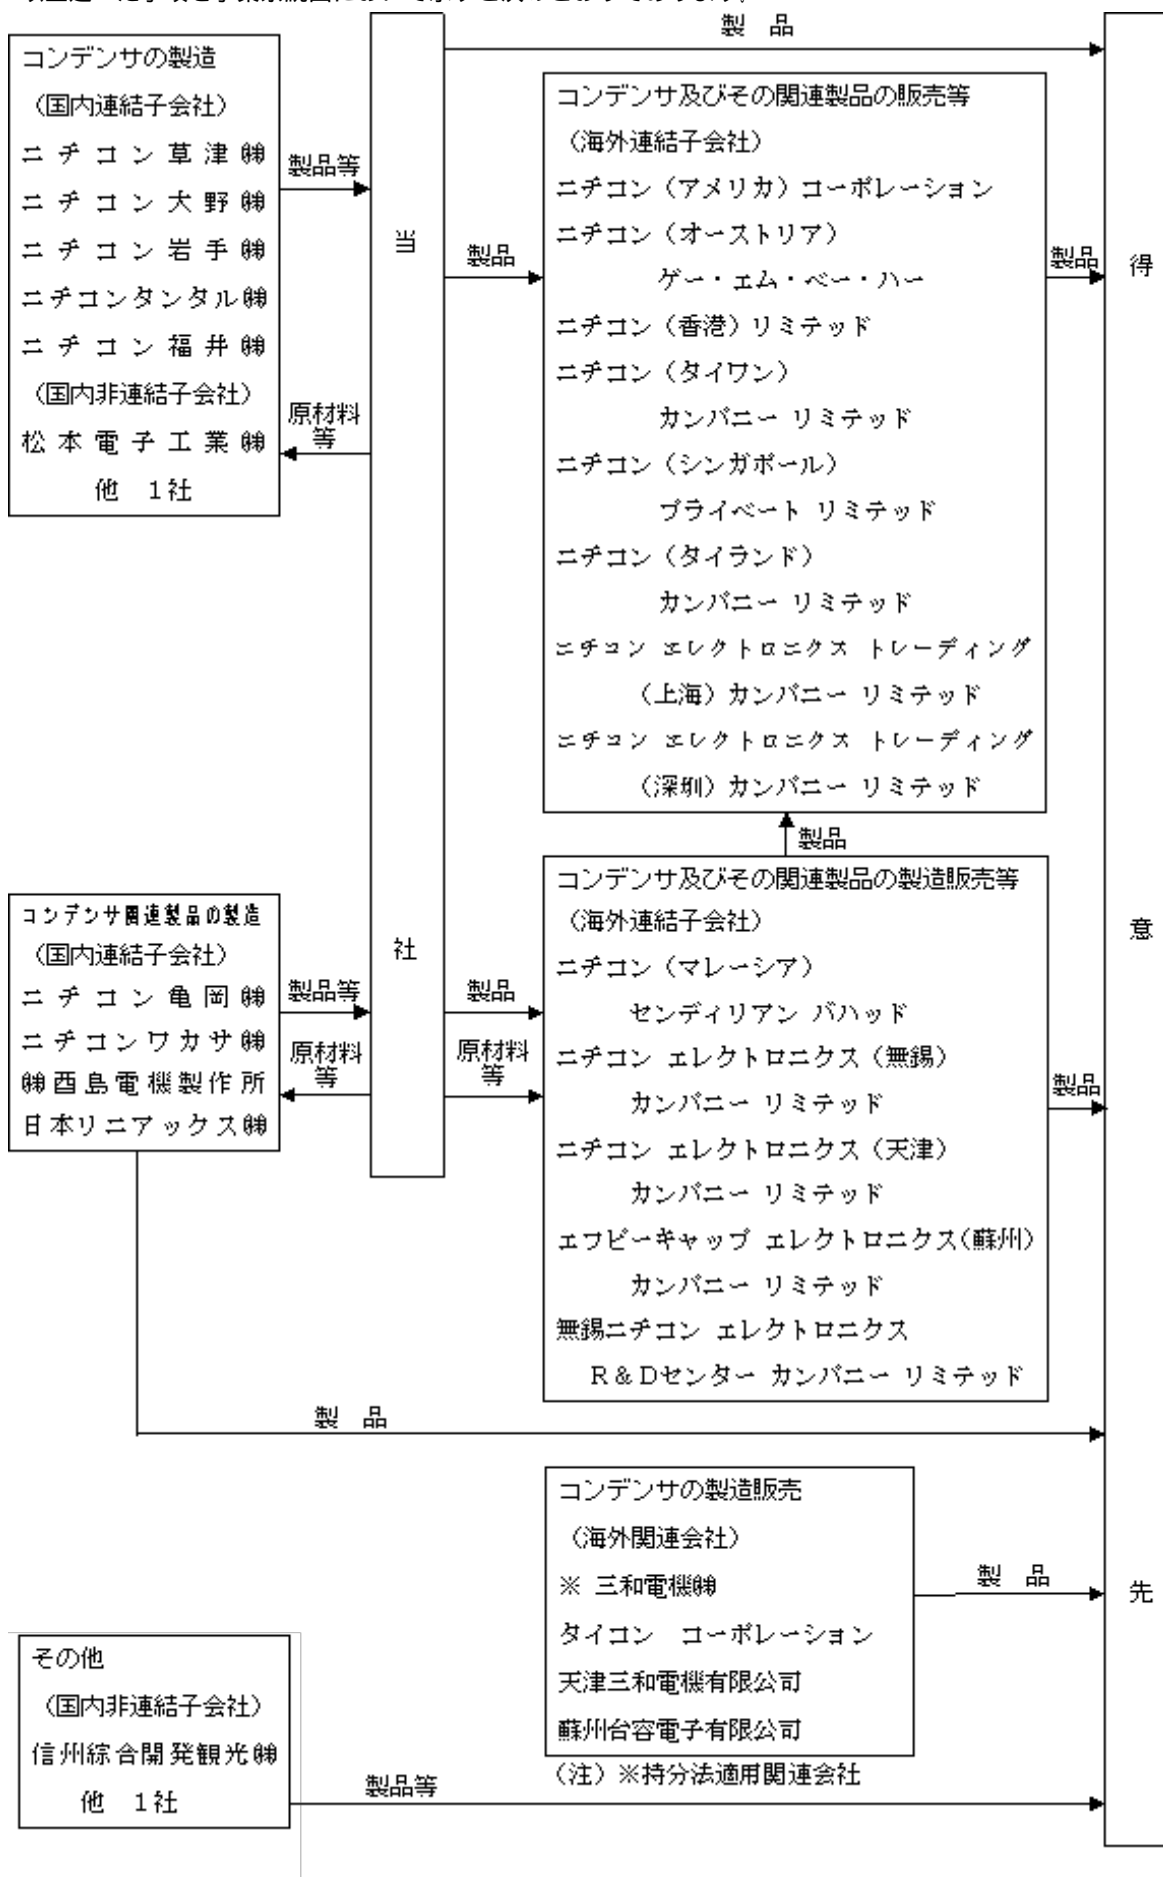 製　品
コンデンサの製造
（国内連結子会社）
ニチコン草津㈱
ニチコン大野㈱
ニチコン岩手㈱
ニチコンタンタル㈱
ニチコン福井㈱
（国内非連結子会社）
松本電子工業㈱
他　１社
製品等
原材料
等
当
社
製品
コンデンサ及びその関連製品の販売等
（海外連結子会社）
ニチコン（アメリカ）コーポレーション
ニチコン（オーストリア）
ゲー・エム・ベー・ハー
ニチコン（香港）リミテッド
ニチコン（タイワン）
カンパニー リミテッド
ニチコン（シンガポール）
プライベート リミテッド
ニチコン（タイランド）
カンパニー リミテッド
ニチコン エレクトロニクス トレーディング
（上海）カンパニー リミテッド
ニチコン エレクトロニクス トレーディング
（深圳）カンパニー リミテッド
製品
得
意
先
製品
コンデンサ関連製品の製造
（国内連結子会社）
ニチコン亀岡㈱
ニチコンワカサ㈱
㈱酉島電機製作所
日本リニアックス㈱
製品等
原材料
等
製品
原材料
等
コンデンサ及びその関連製品の製造販売等
（海外連結子会社）
ニチコン（マレーシア）
センディリアン バハッド
ニチコン エレクトロニクス（無錫）
カンパニー リミテッド
ニチコン エレクトロニクス（天津）
カンパニー リミテッド
エフピーキャップ エレクトロニクス（蘇州）
カンパニー リミテッド
無錫ニチコン エレクトロニクス
Ｒ＆Ｄセンター カンパニー リミテッド
製品
製　品
コンデンサの製造販売
（海外関連会社）
※ 三和電機㈱
タイコン　コーポレーション
天津三和電機有限公司
蘇州台容電子有限公司
製　品
（注）※持分法適用関連会社
その他
（国内非連結子会社）
信州綜合開発観光㈱
他　１社
製品等